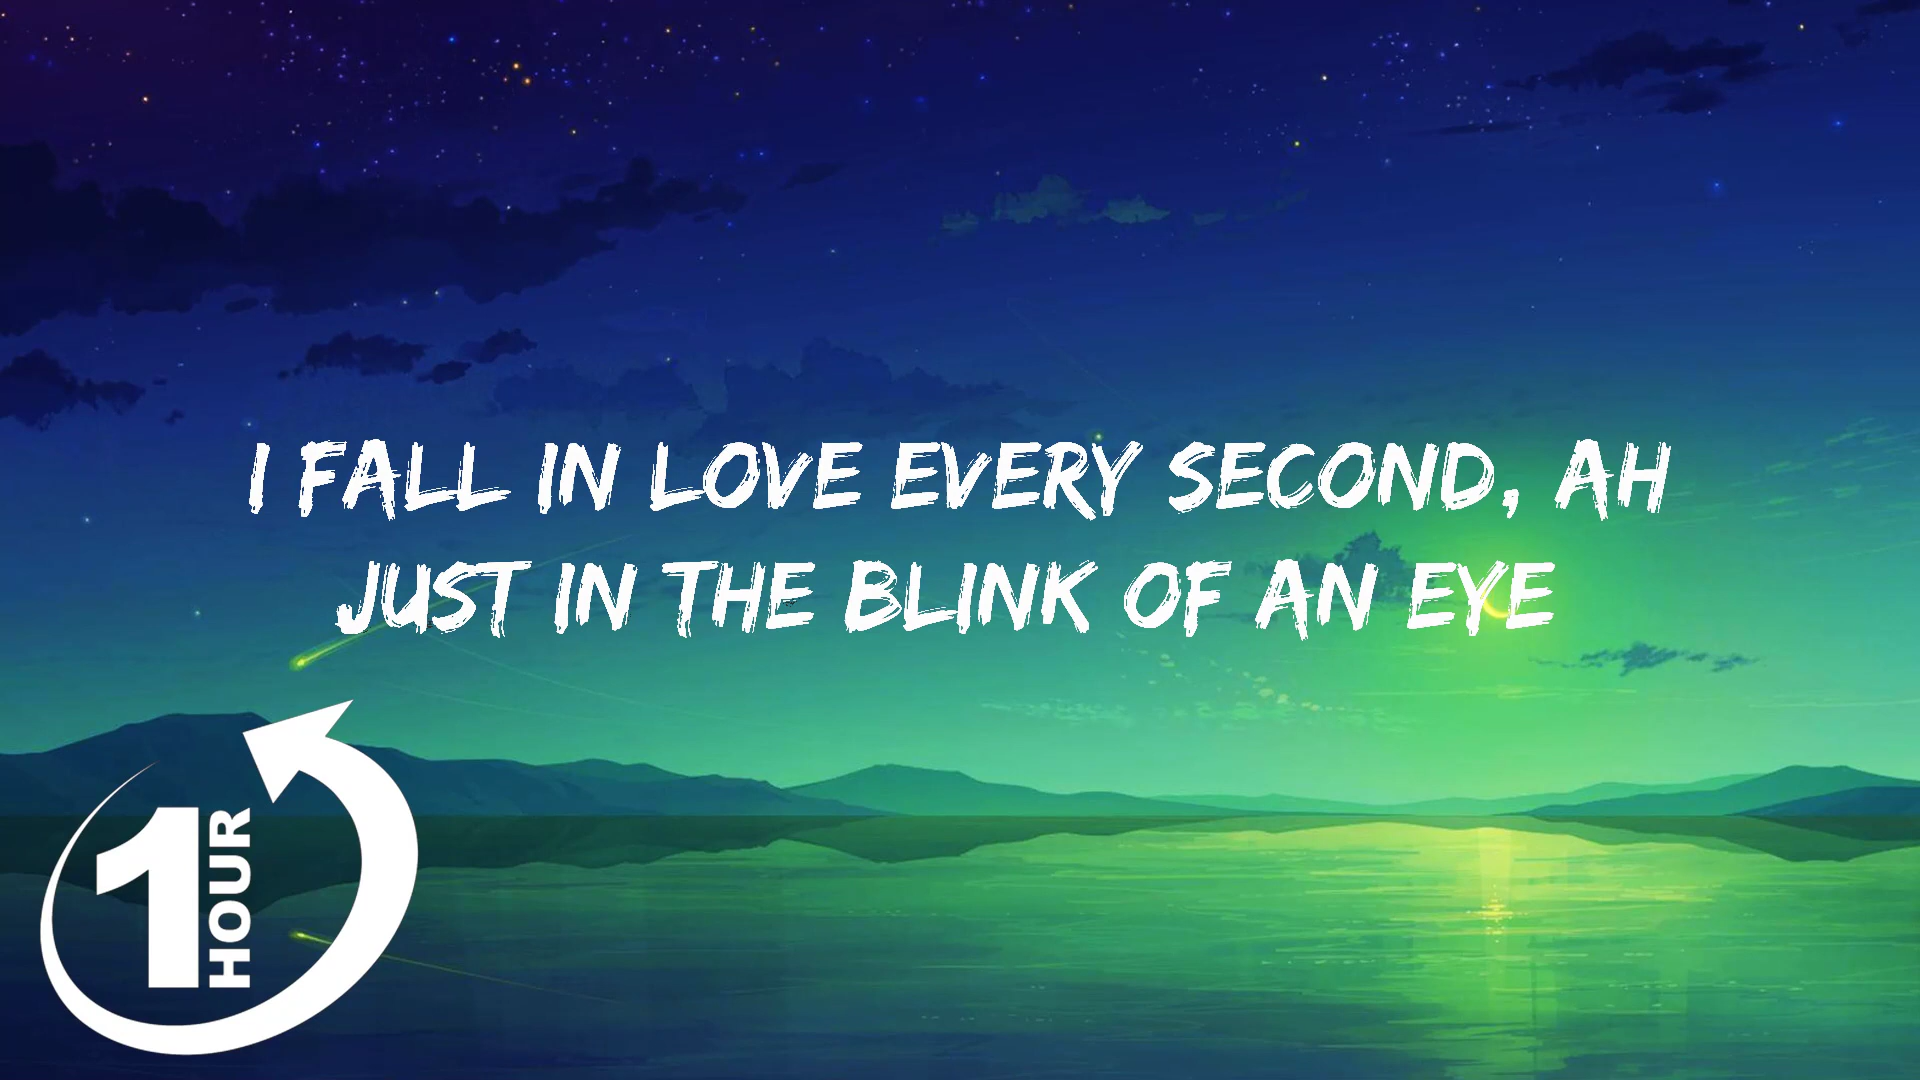 I FALL IN LOVE EVERY SECOND, AH
JUST IN THE BLINK OF AN EYE
1 HOUR